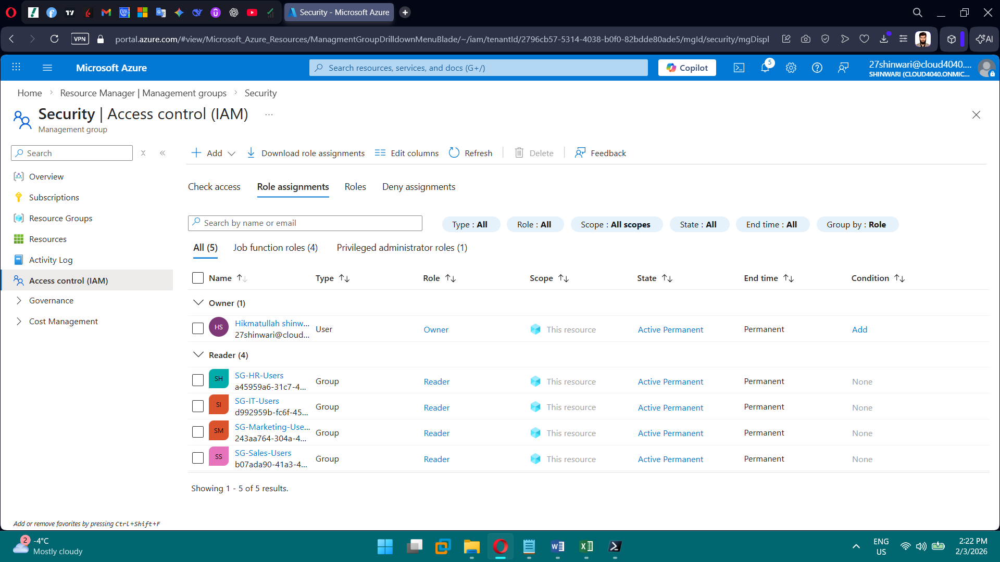 Security - Microsoft Azure
VPN
portal.azure.com/#view/Microsoft_Azure_Resources/ManagmentGroupDrilldownMenuBlade/~/iam/tenantId/2796cb57-5314-4038-b0f0-82bdde80ade5/mgId/security/mgDispl
AI
Microsoft Azure
Search resources, services, and docs (G+/)
Copilot
5
27shinwari@cloud4040....
SHINWARI (CLOUD4040.ONMIC...
Home > Resource Manager | Management groups > Security
Security | Access control (IAM) ...
Management group
Search
Overview
Subscriptions
Resource Groups
Resources
Activity Log
Access control (IAM)
Governance
Cost Management
Add or remove favorites by pressing Ctrl+Shift+F
Add
Download role assignments
Edit columns
Refresh
Delete
Feedback
Check access
Role assignments
Roles
Deny assignments
Search by name or email
Type : All
Role : All
Scope : All scopes
State : All
End time : All
Group by : Role
All (5)
Job function roles (4)
Privileged administrator roles (1)
Name Type Role Scope State End time Condition
Owner (1)
HS Hikmatullah shinw... User Owner This resource Active Permanent Permanent Add
27shinwari@cloud...
Reader (4)
SH SG-HR-Users Group Reader This resource Active Permanent Permanent None
a45959a6-31c7-4...
SI SG-IT-Users Group Reader This resource Active Permanent Permanent None
d992959b-fc6f-45...
SM SG-Marketing-Use... Group Reader This resource Active Permanent Permanent None
243aa764-304a-4...
SS SG-Sales-Users Group Reader This resource Active Permanent Permanent None
b07ada90-41a3-4...
Showing 1 - 5 of 5 results.
2
-4°C
Mostly cloudy
ENG
US
2:22 PM
2/3/2026